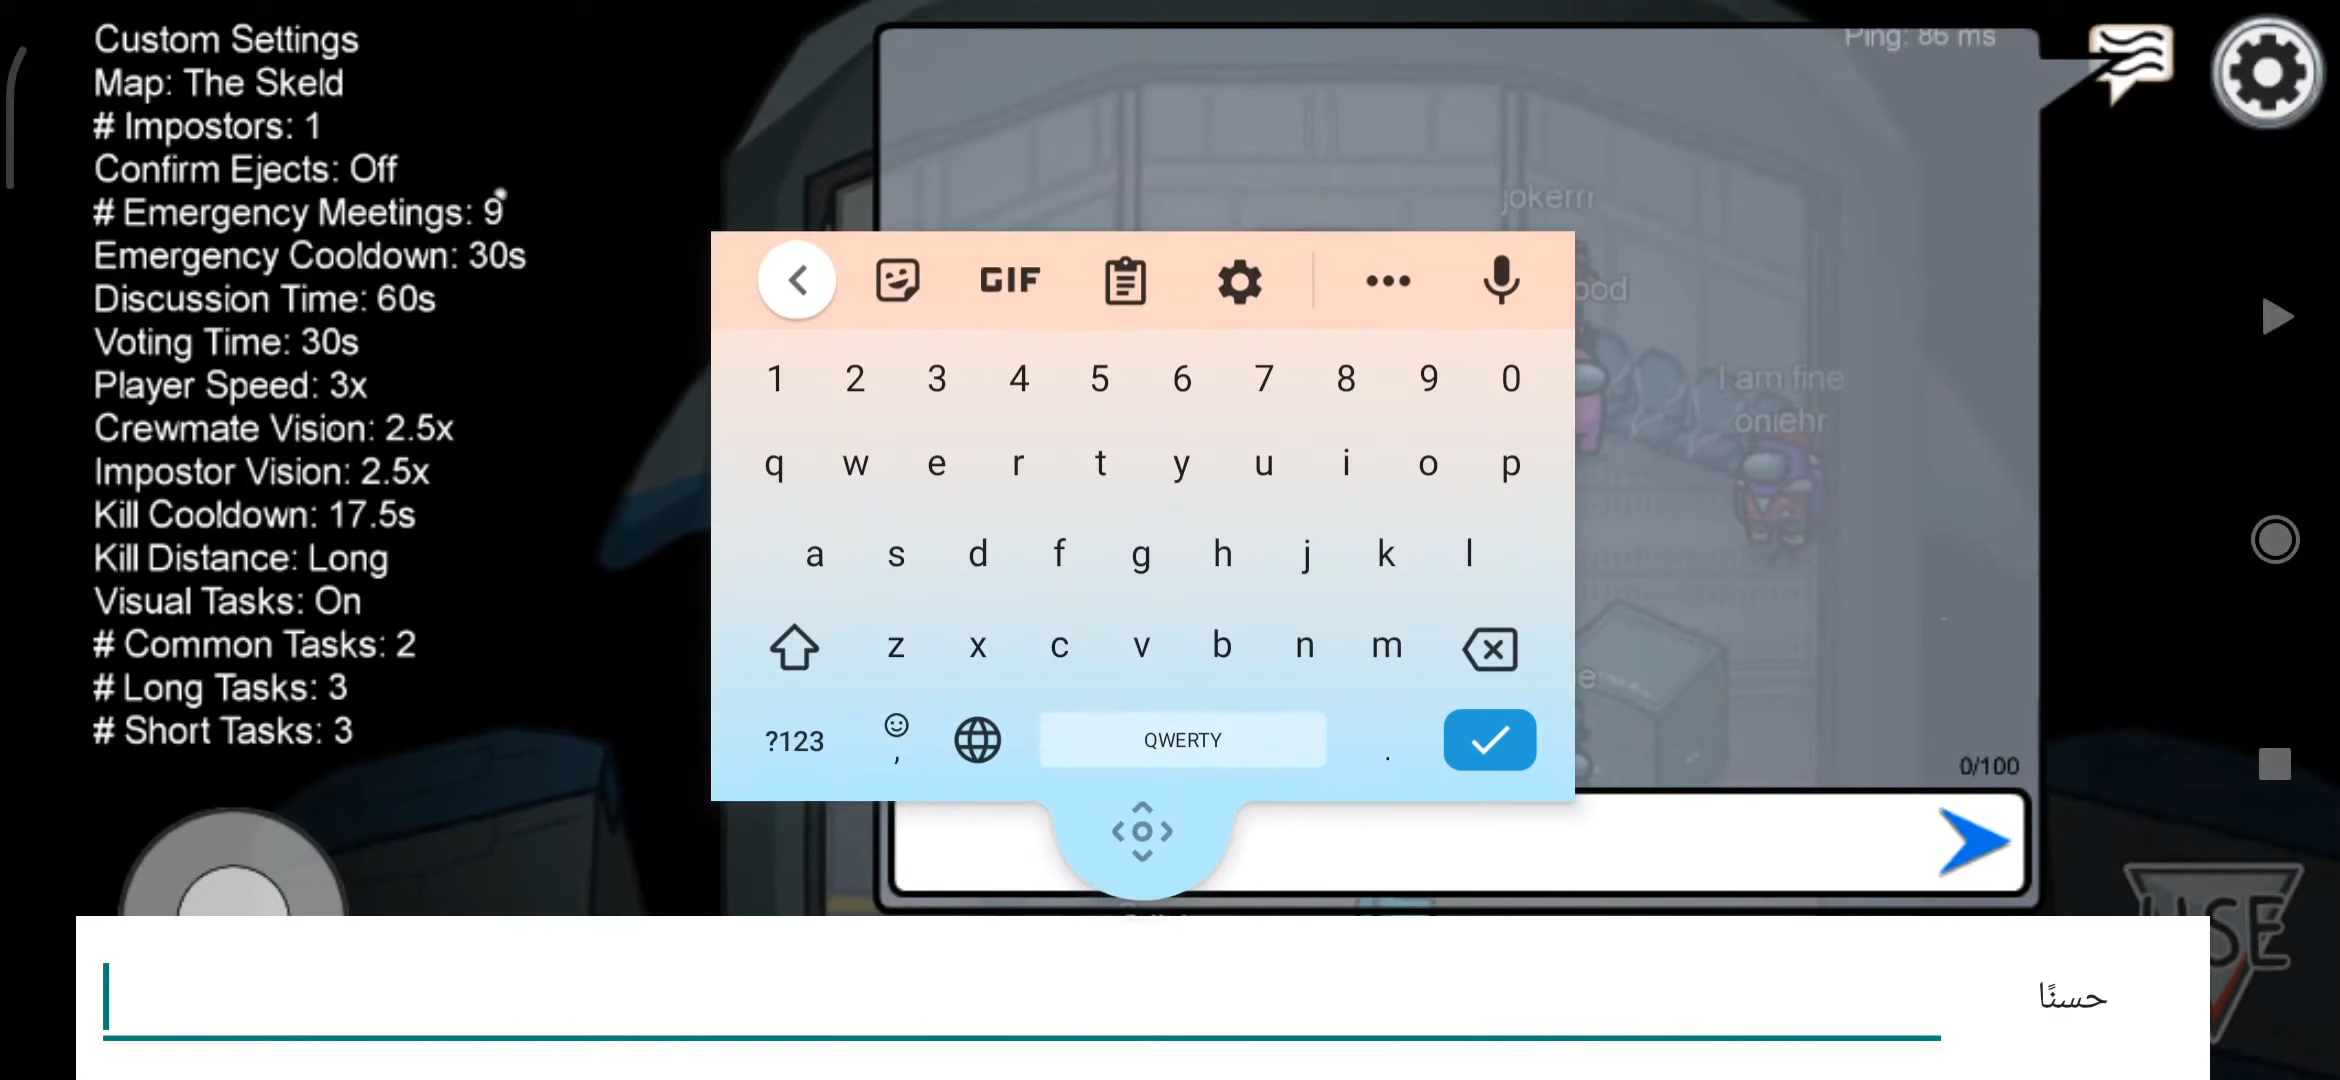 Custom Settings
Map: The Skeld
# Impostors: 1
Confirm Ejects: Off
# Emergency Meetings: 9
Emergency Cooldown: 30s
Discussion Time: 60s
Voting Time: 30s
Player Speed: 3x
Crewmate Vision: 2.5x
Impostor Vision: 2.5x
Kill Cooldown: 17.5s
Kill Distance: Long
Visual Tasks: On
# Common Tasks: 2
# Long Tasks: 3
# Short Tasks: 3
Ping: 86 ms
jokerrr
I am fine
oniehr
GIF
1 2 3 4 5 6 7 8 9 0
q w e r t y u i o p
a s d f g h j k l
z x c v b n m
?123 , QWERTY .
0/100
USE
حسنًا